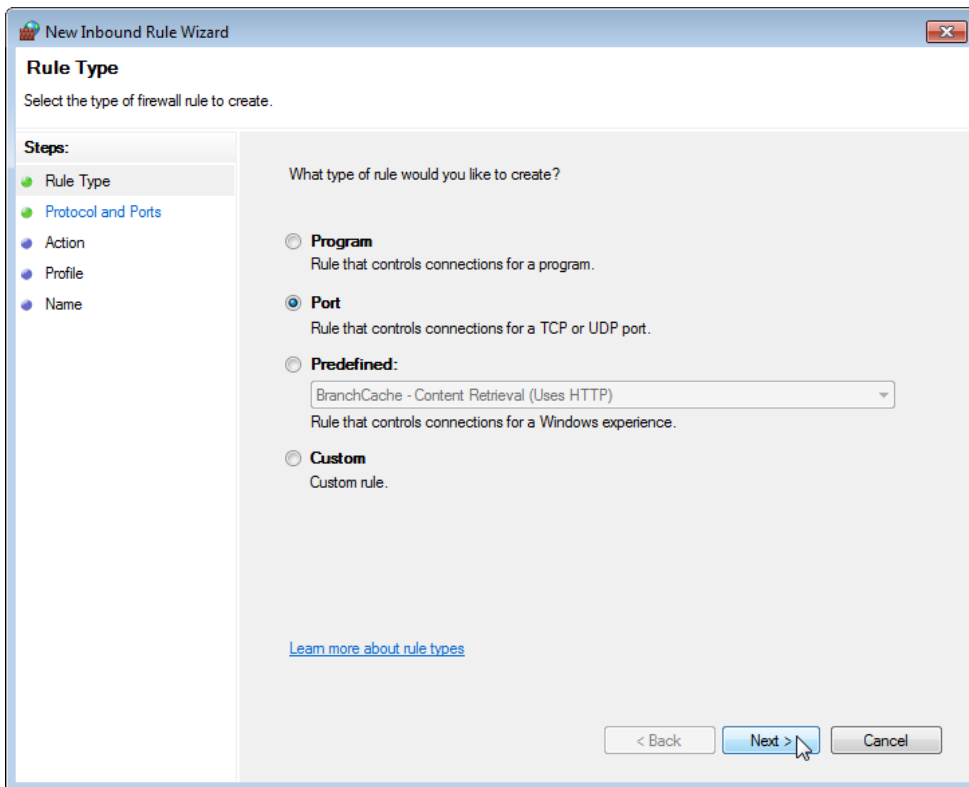 New Inbound Rule Wizard
Rule Type
Select the type of firewall rule to create.
Steps:
Rule Type
Protocol and Ports
Action
Profile
Name
What type of rule would you like to create?
Program
Rule that controls connections for a program.
Port
Rule that controls connections for a TCP or UDP port.
Predefined:
BranchCache - Content Retrieval (Uses HTTP)
Rule that controls connections for a Windows experience.
Custom
Custom rule.
Learn more about rule types
< Back
Next >
Cancel